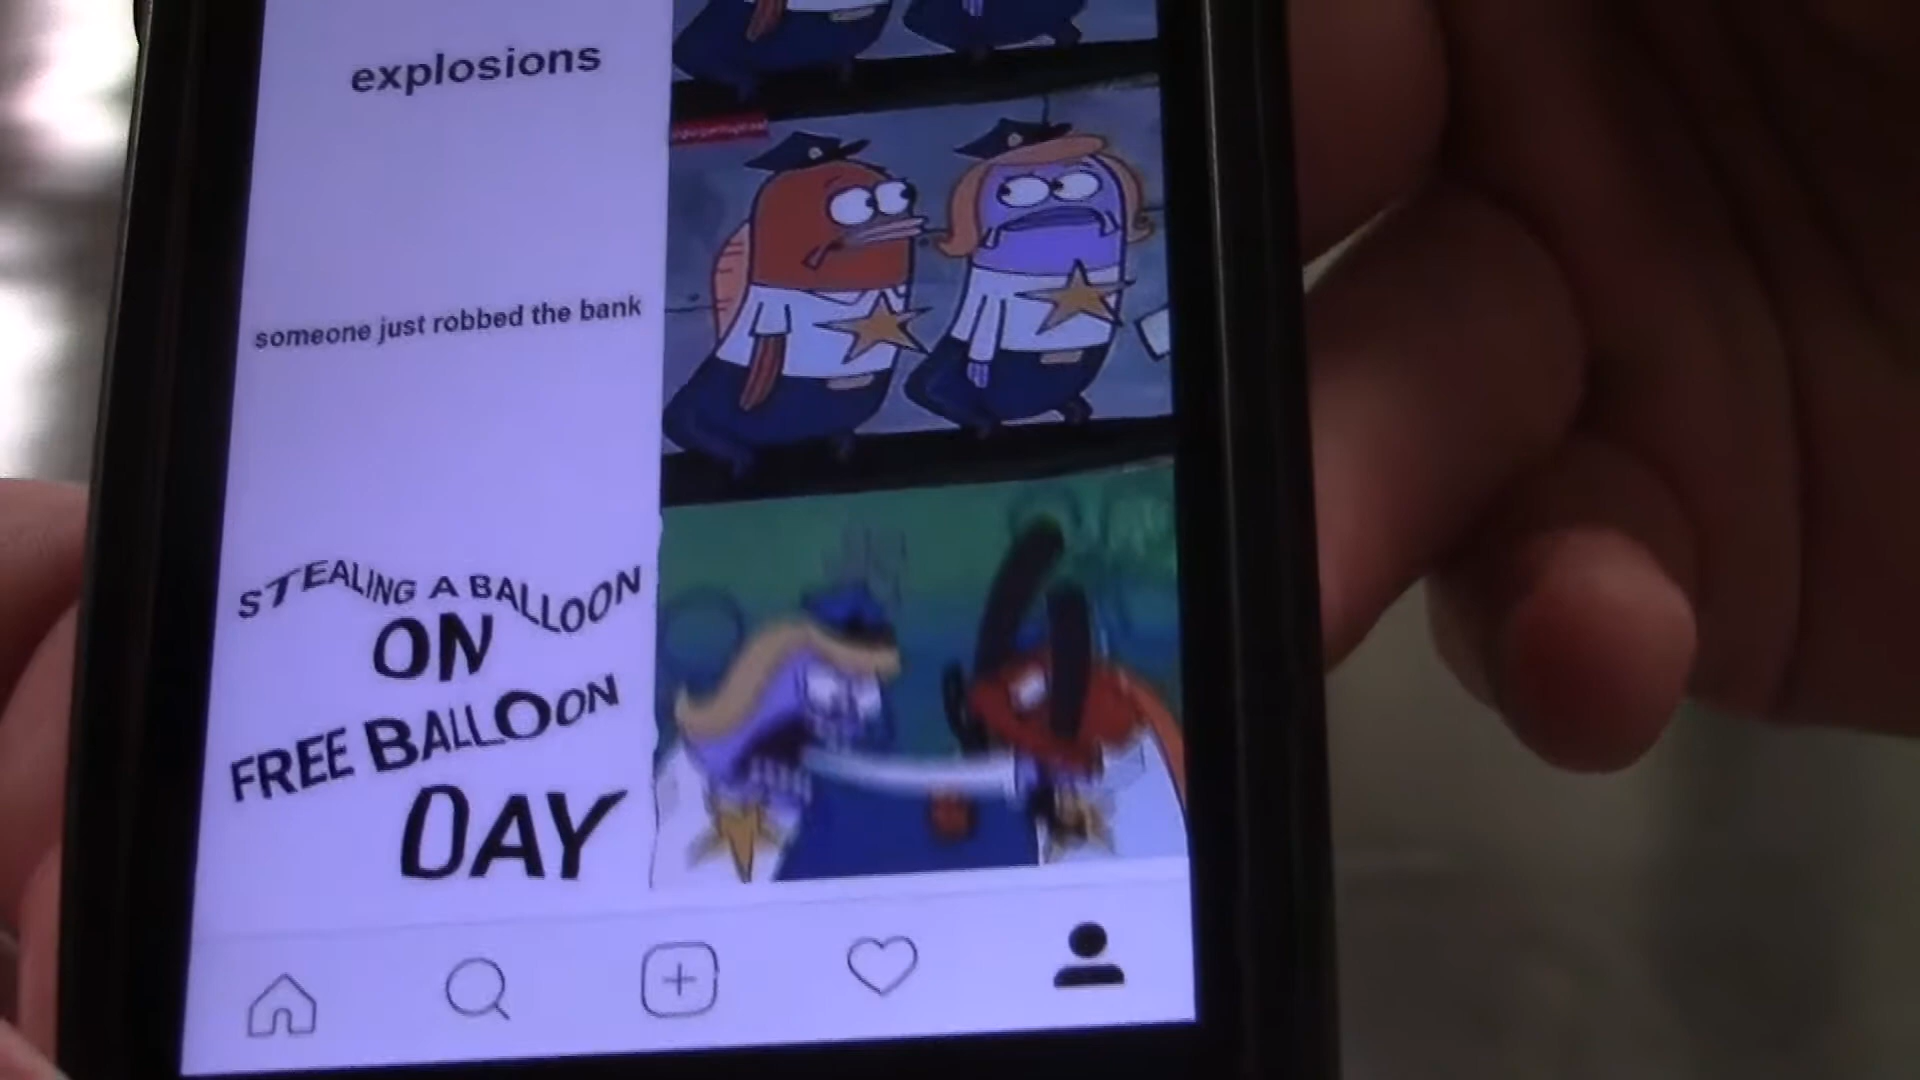 explosions
someone just robbed the bank
STEALING A BALLOON
ON
FREE BALLOON
DAY